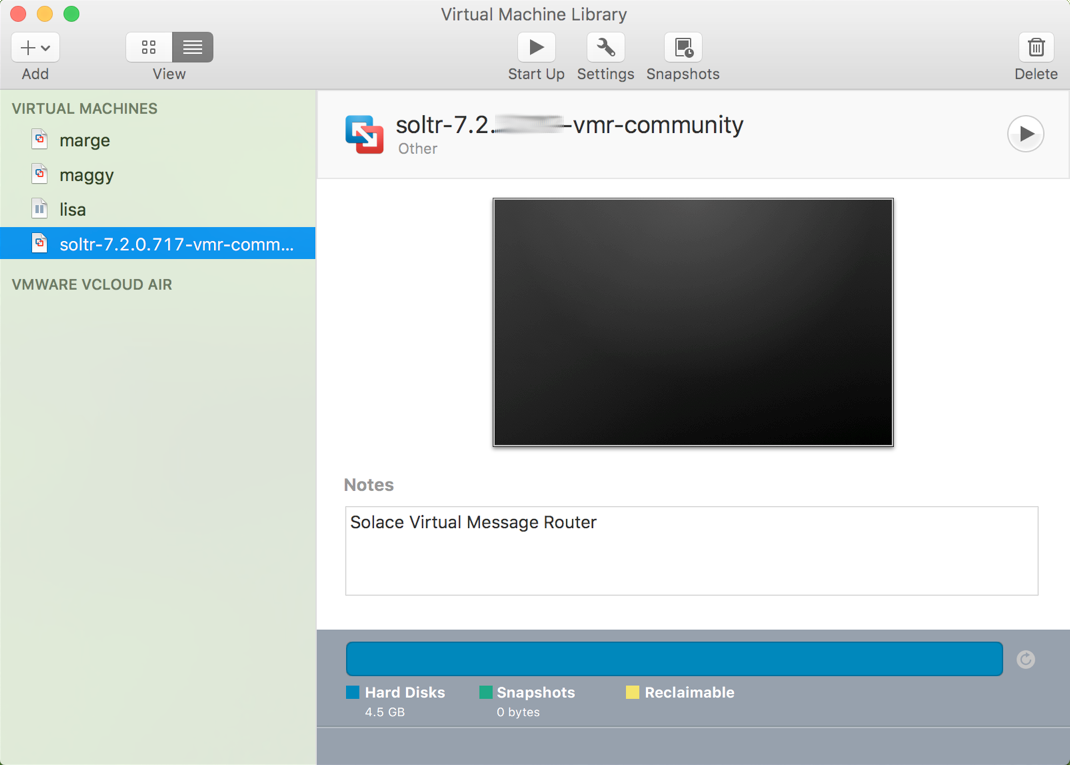 Virtual Machine Library
Add
View
Start Up
Settings
Snapshots
Delete
VIRTUAL MACHINES
marge
maggy
lisa
soltr-7.2.0.717-vmr-comm...
VMWARE VCLOUD AIR
soltr-7.2. -vmr-community
Other
Notes
Solace Virtual Message Router
Hard Disks
4.5 GB
Snapshots
0 bytes
Reclaimable